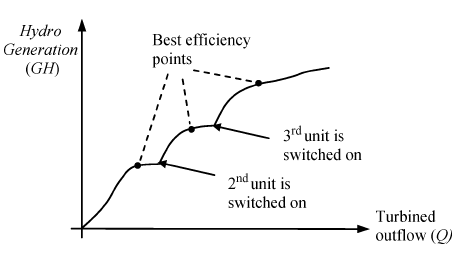 Hydro
Generation
(GH)
Best efficiency
points
3rd unit is
switched on
2nd unit is
switched on
Turbined
outflow (Q)